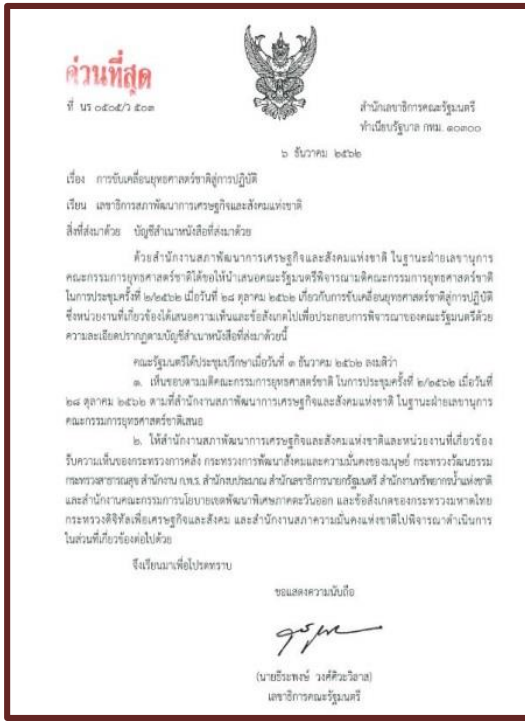 ด่วนที่สุด
ที่ นร ๐๕๐๕/ว ๕๐๓
สำนักเลขาธิการคณะรัฐมนตรี
ทำเนียบรัฐบาล กทม. ๑๐๓๐๐
๖ ธันวาคม ๒๕๖๒
เรื่อง การขับเคลื่อนยุทธศาสตร์ชาติสู่การปฏิบัติ
เรียน เลขาธิการสภาพัฒนาการเศรษฐกิจและสังคมแห่งชาติ
สิ่งที่ส่งมาด้วย บัญชีสำเนาหนังสือที่ส่งมาด้วย
ด้วยสำนักงานสภาพัฒนาการเศรษฐกิจและสังคมแห่งชาติ ในฐานะฝ่ายเลขานุการ
คณะกรรมการยุทธศาสตร์ชาติได้ขอให้นำเสนอคณะรัฐมนตรีพิจารณามติคณะกรรมการยุทธศาสตร์ชาติ
ในการประชุมครั้งที่ ๒/๒๕๖๒ เมื่อวันที่ ๒๘ ตุลาคม ๒๕๖๒ เกี่ยวกับการขับเคลื่อนยุทธศาสตร์ชาติสู่การปฏิบัติ
ซึ่งหน่วยงานที่เกี่ยวข้องได้เสนอความเห็นและข้อสังเกตไปเพื่อประกอบการพิจารณาของคณะรัฐมนตรีด้วย
ความละเอียดปรากฏตามบัญชีสำเนาหนังสือที่ส่งมาด้วยนี้
คณะรัฐมนตรีได้ประชุมปรึกษาเมื่อวันที่ ๓ ธันวาคม ๒๕๖๒ ลงมติว่า
๑. เห็นชอบตามมติคณะกรรมการยุทธศาสตร์ชาติ ในการประชุมครั้งที่ ๒/๒๕๖๒ เมื่อวันที่
๒๘ ตุลาคม ๒๕๖๒ ตามที่สำนักงานสภาพัฒนาการเศรษฐกิจและสังคมแห่งชาติ ในฐานะฝ่ายเลขานุการ
คณะกรรมการยุทธศาสตร์ชาติเสนอ
๒. ให้สำนักงานสภาพัฒนาการเศรษฐกิจและสังคมแห่งชาติและหน่วยงานที่เกี่ยวข้อง
รับความเห็นของกระทรวงการคลัง กระทรวงการพัฒนาสังคมและความมั่นคงของมนุษย์ กระทรวงวัฒนธรรม
กระทรวงสาธารณสุข สำนักงาน ก.พ.ร. สำนักงบประมาณ สำนักเลขาธิการนายกรัฐมนตรี สำนักงานทรัพยากรน้ำแห่งชาติ
และสำนักงานคณะกรรมการนโยบายเขตพัฒนาพิเศษภาคตะวันออก และข้อสังเกตของกระทรวงมหาดไทย
กระทรวงดิจิทัลเพื่อเศรษฐกิจและสังคม และสำนักงานสภาความมั่นคงแห่งชาติไปพิจารณาดำเนินการ
ในส่วนที่เกี่ยวข้องต่อไปด้วย
จึงเรียนมาเพื่อโปรดทราบ
ขอแสดงความนับถือ
(นายธีระพงษ์ วงศ์ศิวะวิลาส)
เลขาธิการคณะรัฐมนตรี